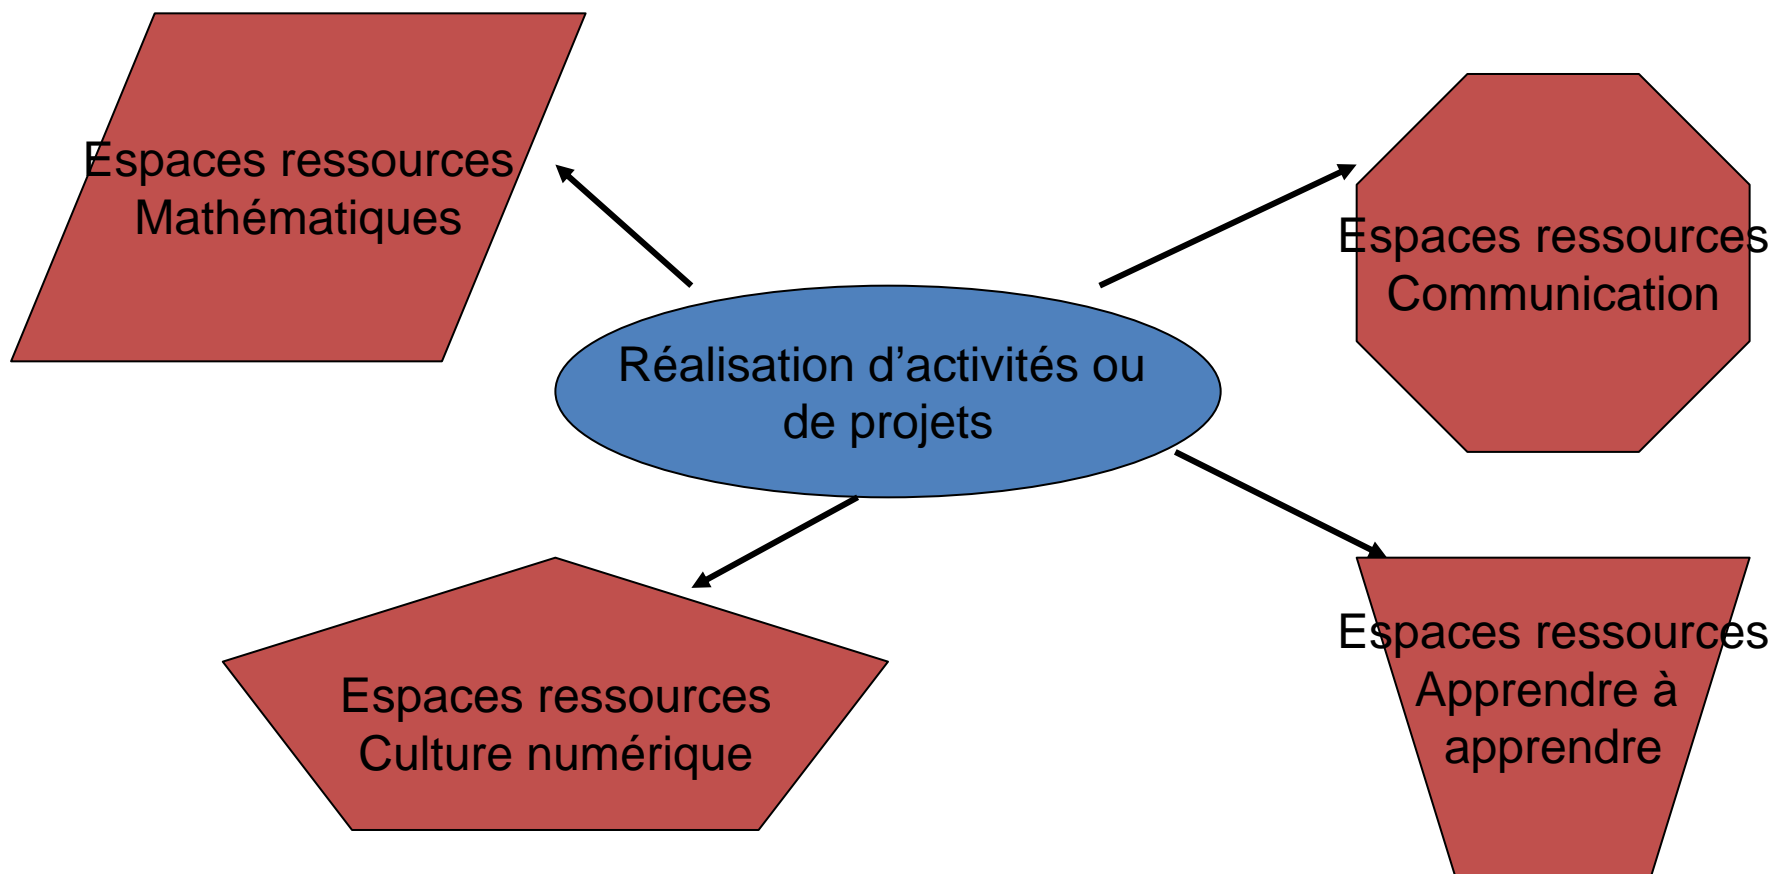 Espaces ressources
Mathématiques
Espaces ressources
Communication
Réalisation d’activités ou
de projets
Espaces ressources
Culture numérique
Espaces ressources
Apprendre à
apprendre